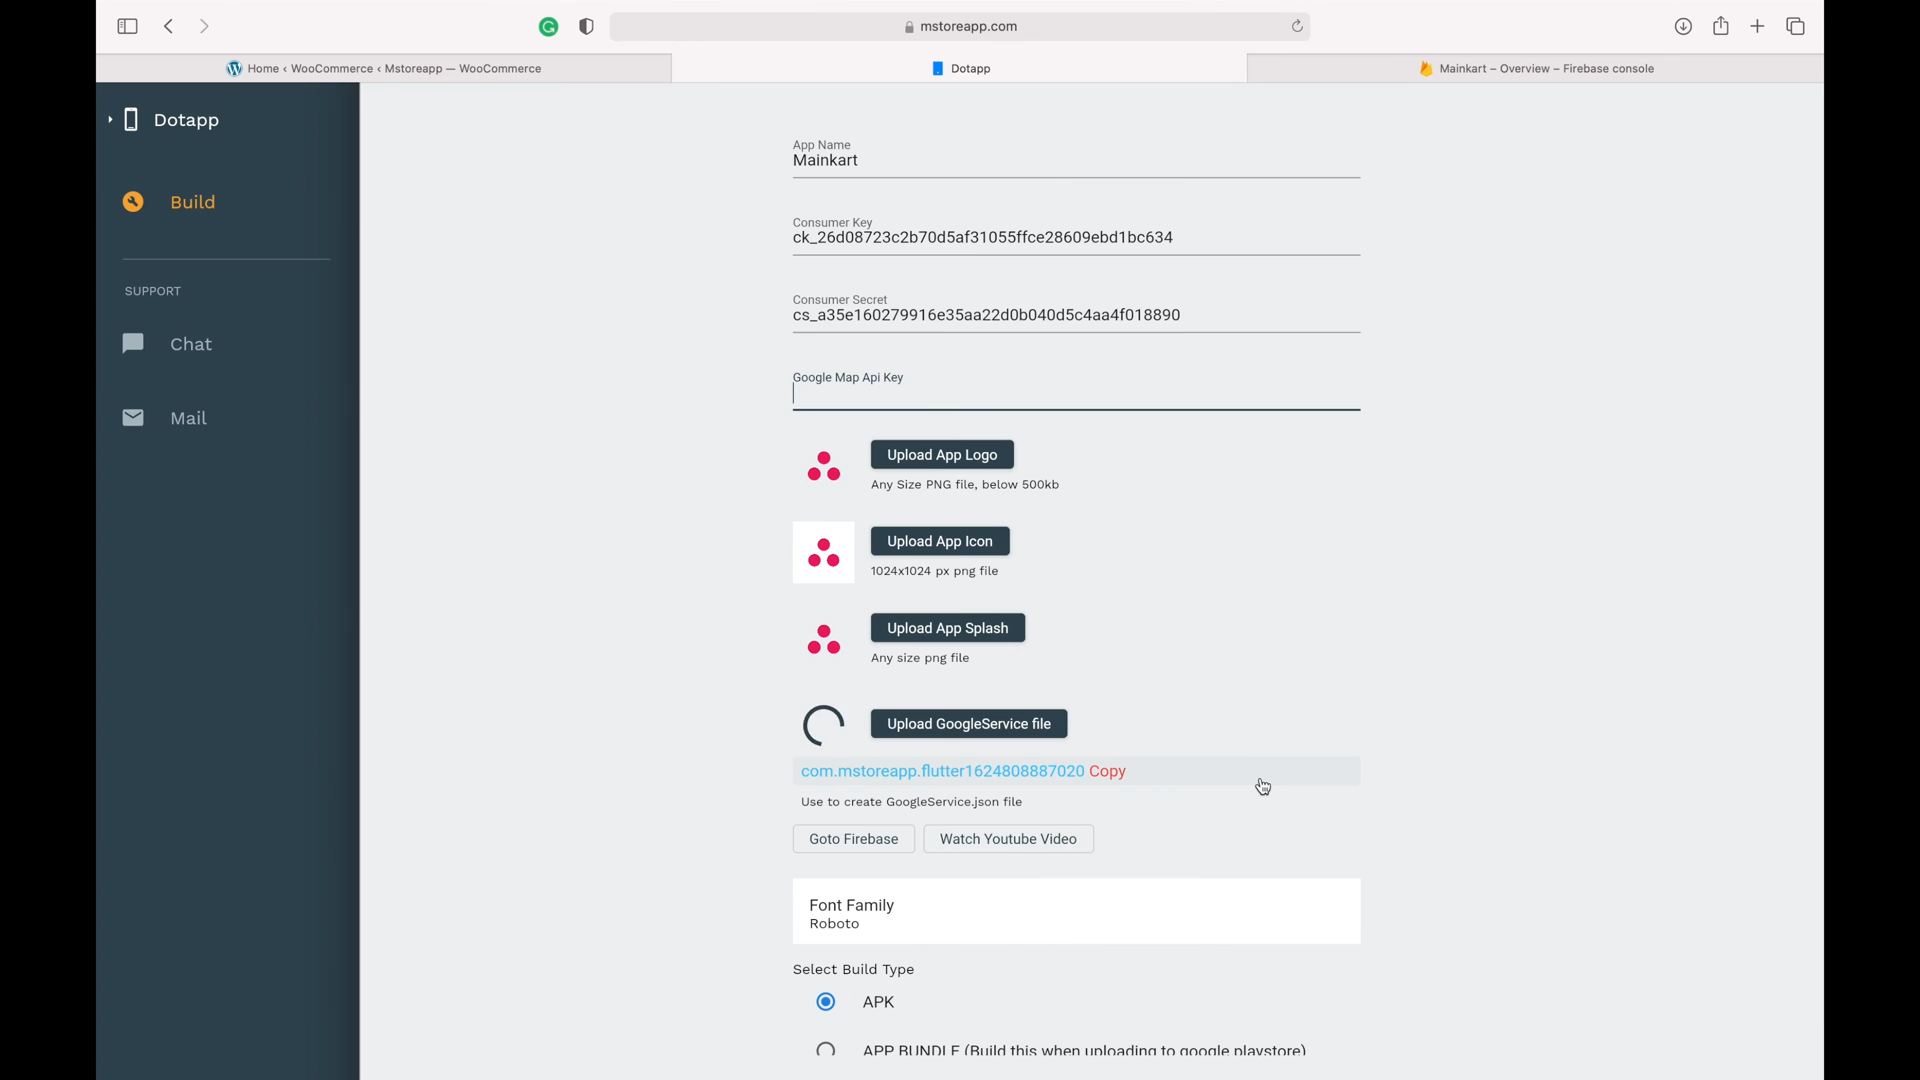 mstoreapp.com
Home ‹ WooCommerce ‹ Mstoreapp — WooCommerce
Dotapp
Mainkart – Overview – Firebase console
Dotapp
Build
SUPPORT
Chat
Mail
App Name
Mainkart
Consumer Key
ck_26d08723c2b70d5af31055ffce28609ebd1bc634
Consumer Secret
cs_a35e160279916e35aa22d0b040d5c4aa4f018890
Google Map Api Key
Upload App Logo
Any Size PNG file, below 500kb
Upload App Icon
1024x1024 px png file
Upload App Splash
Any size png file
Upload GoogleService file
com.mstoreapp.flutter1624808887020 Copy
Use to create GoogleService.json file
Goto Firebase
Watch Youtube Video
Font Family
Roboto
Select Build Type
APK
APP BUNDLE (Build this when uploading to google playstore)